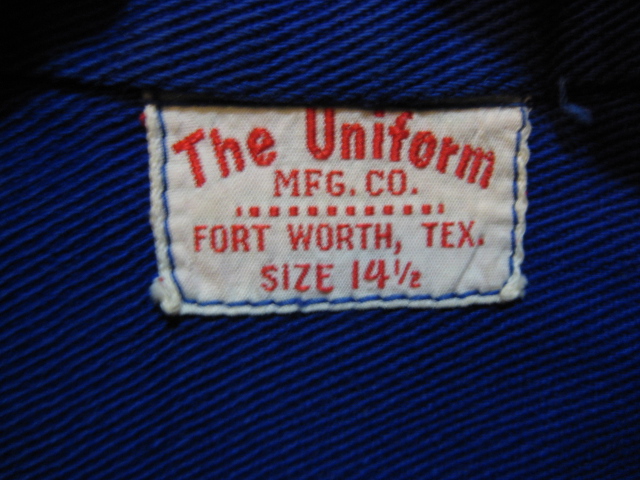 The Uniform
MFG. CO.
FORT WORTH, TEX.
SIZE 14½